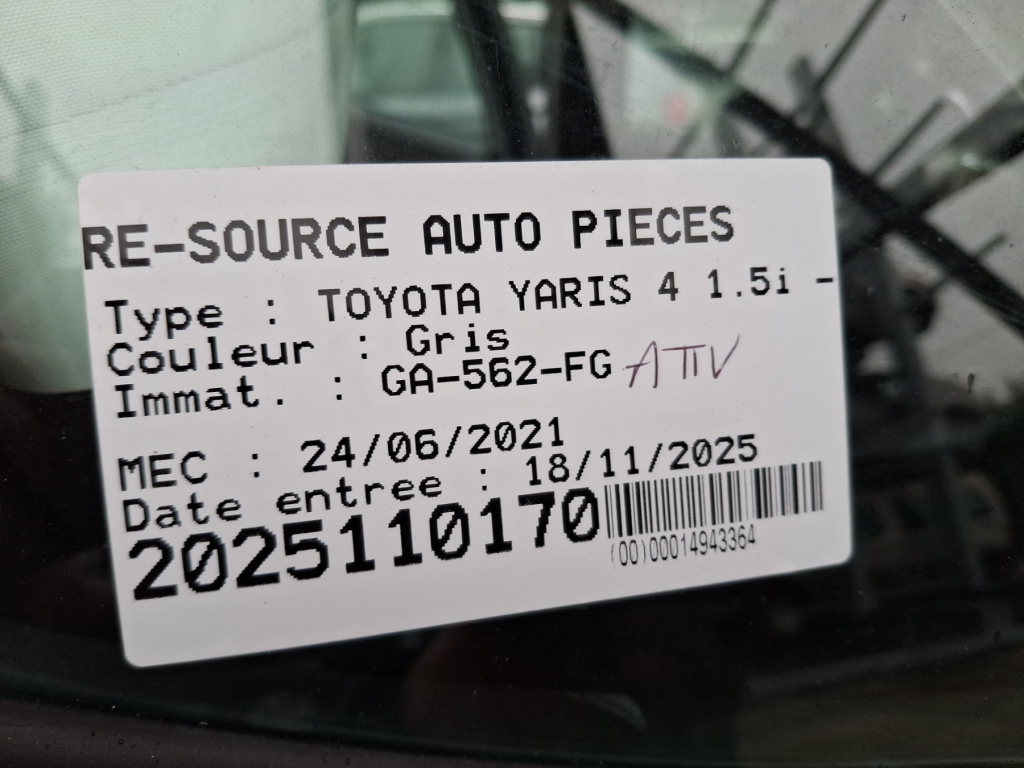 RE-SOURCE AUTO PIECES
Type : TOYOTA YARIS 4 1.5i -
Couleur : Gris
Immat. : GA-562-FG
MEC : 24/06/2021
Date entree : 18/11/2025
2025110170
(00)00014943364